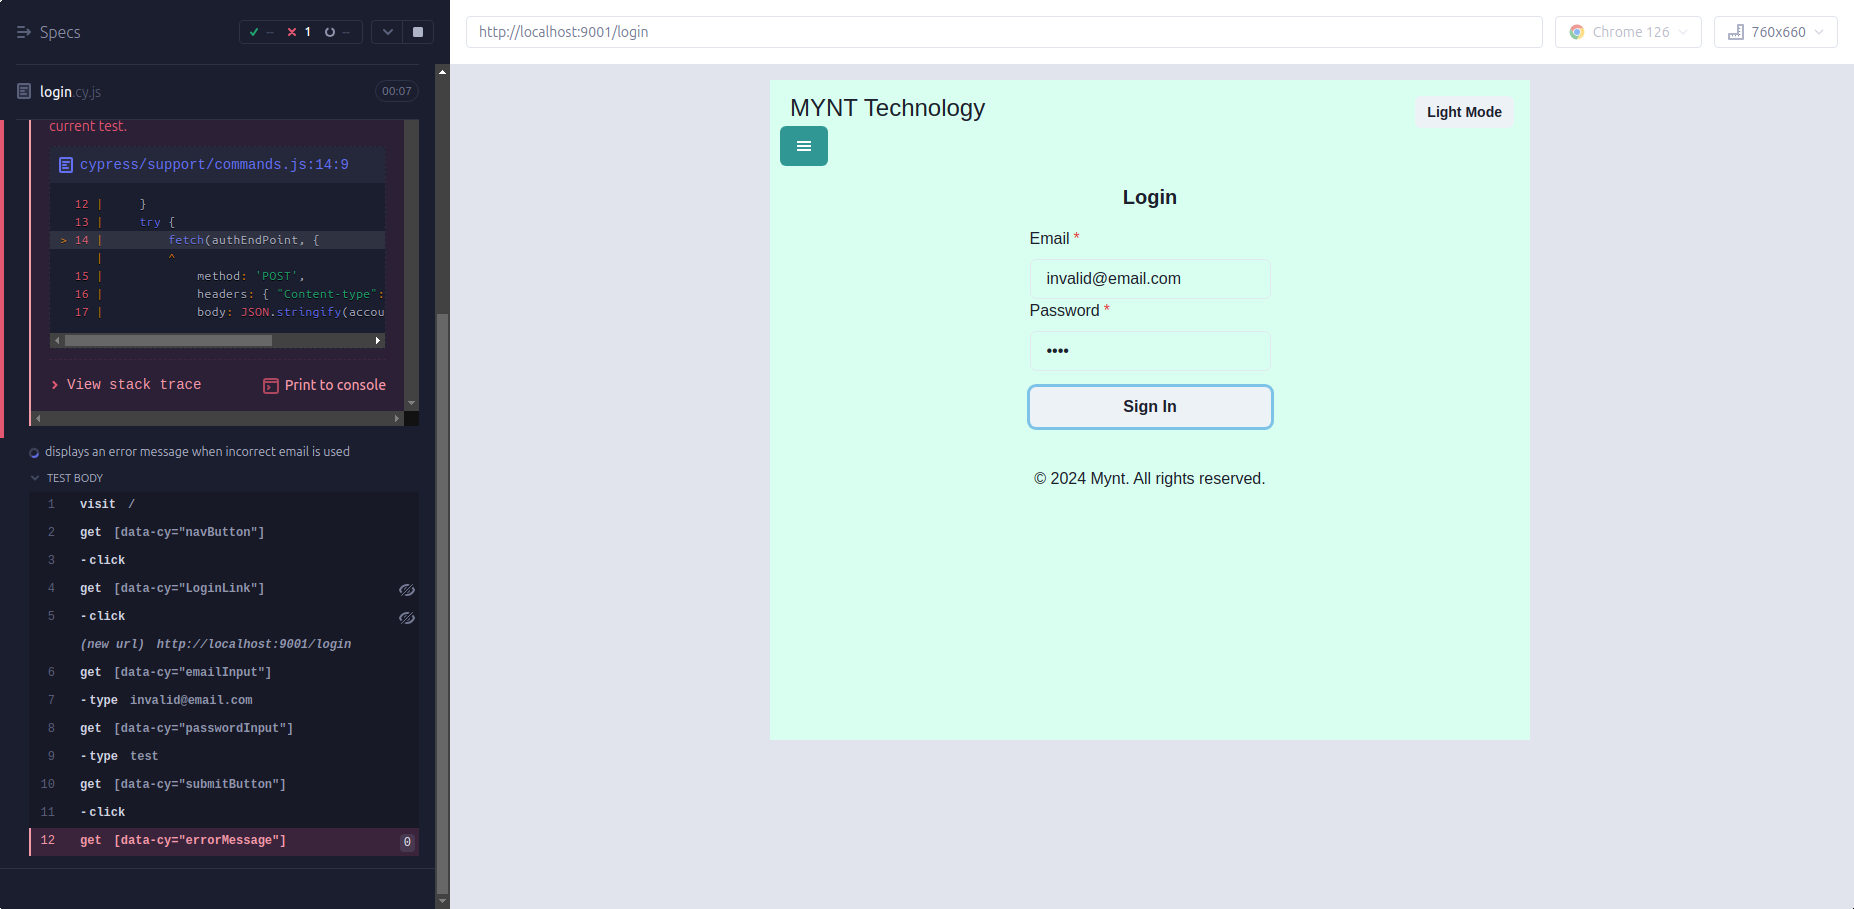 Specs
-- 1 --
login.cy.js 00:07
current test.
cypress/support/commands.js:14:9
12 | }
13 | try {
> 14 | fetch(authEndPoint, {
| ^
15 | method: 'POST',
16 | headers: { "Content-type":
17 | body: JSON.stringify(accou
View stack trace Print to console
displays an error message when incorrect email is used
TEST BODY
1 visit /
2 get [data-cy="navButton"]
3 -click
4 get [data-cy="LoginLink"]
5 -click
(new url) http://localhost:9001/login
6 get [data-cy="emailInput"]
7 -type invalid@email.com
8 get [data-cy="passwordInput"]
9 -type test
10 get [data-cy="submitButton"]
11 -click
12 get [data-cy="errorMessage"] 0
http://localhost:9001/login
Chrome 126
760x660
MYNT Technology
Light Mode
Login
Email *
invalid@email.com
Password *
••••
Sign In
© 2024 Mynt. All rights reserved.